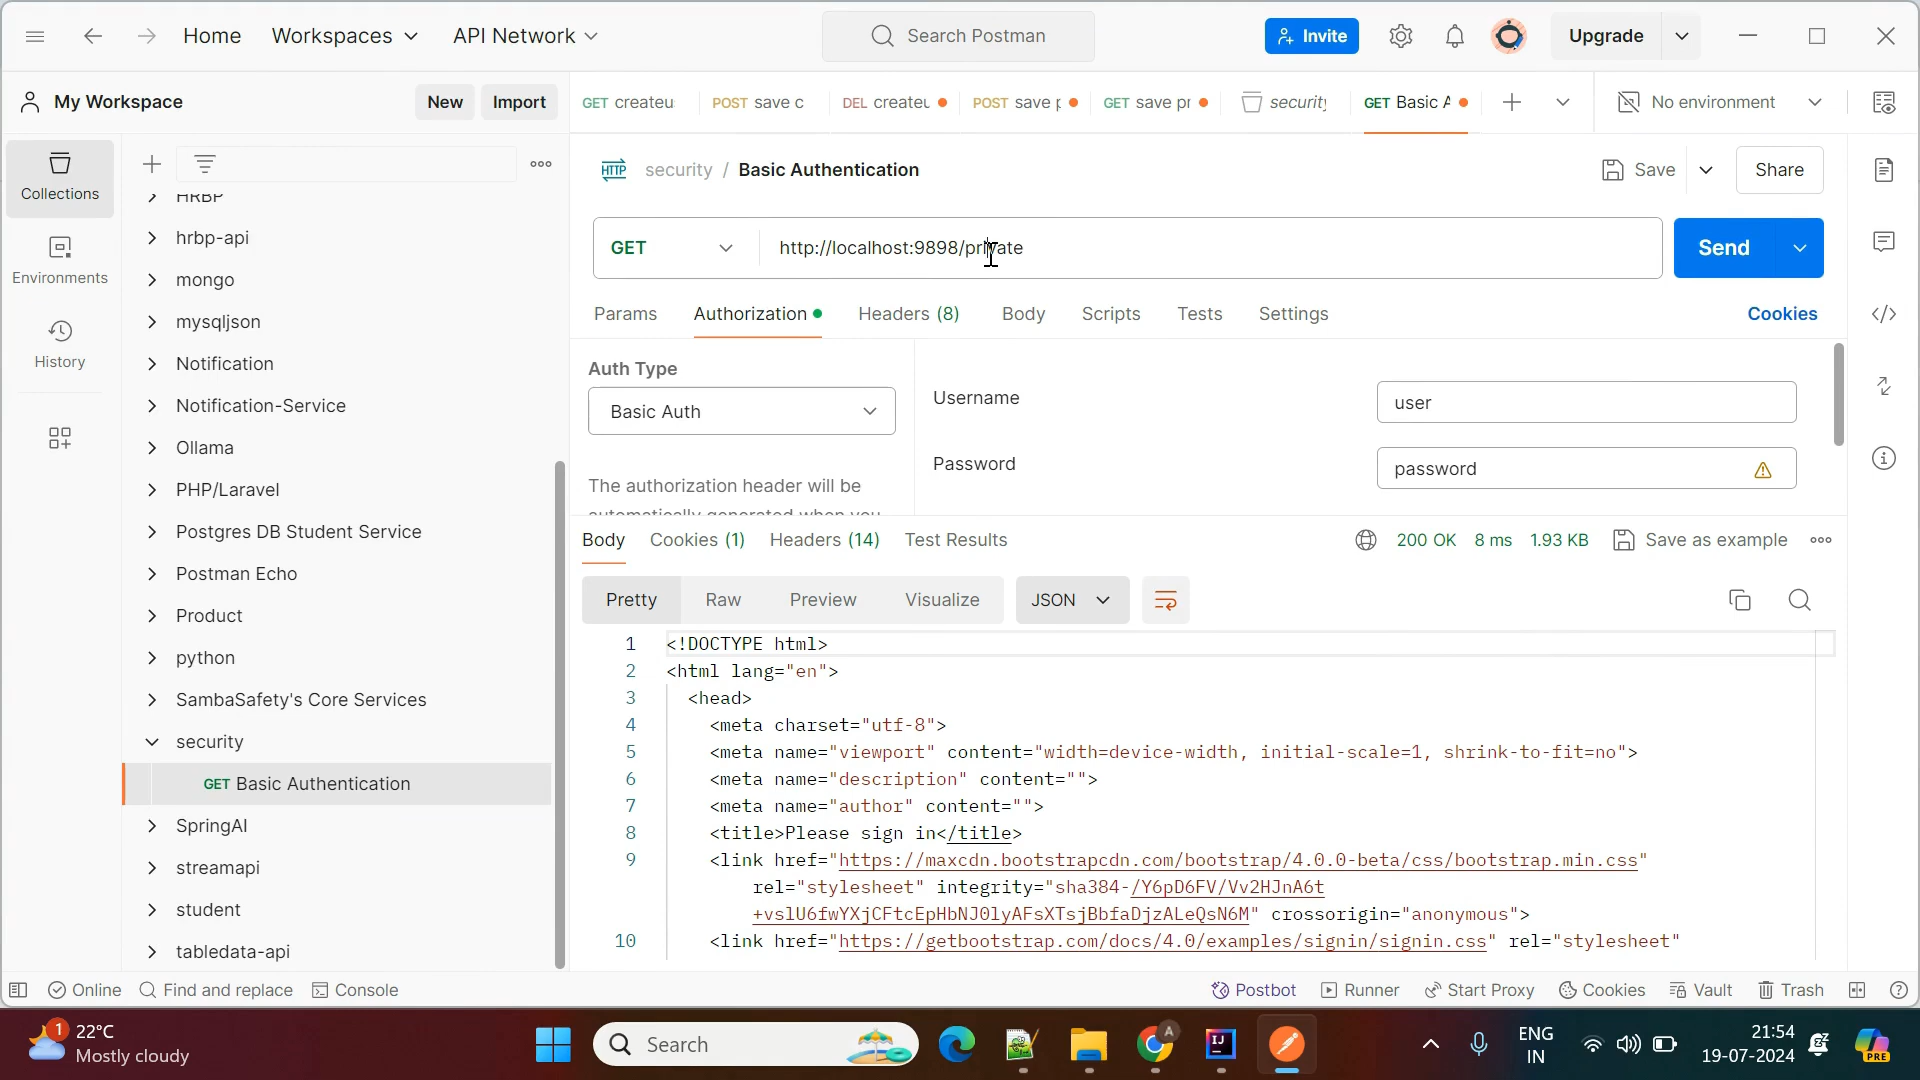 Home
Workspaces
API Network
Search Postman
Invite
Upgrade
My Workspace
New
Import
GET createu
POST save c
DEL createu
POST save p
GET save pr
security
GET Basic A
No environment
Collections
Environments
History
HRBP
hrbp-api
mongo
mysqljson
Notification
Notification-Service
Ollama
PHP/Laravel
Postgres DB Student Service
Postman Echo
Product
python
SambaSafety's Core Services
security
GET Basic Authentication
SpringAI
streamapi
student
tabledata-api
HTTP security / Basic Authentication
Save
Share
GET
http://localhost:9898/private
Send
Params
Authorization
Headers (8)
Body
Scripts
Tests
Settings
Cookies
Auth Type
Basic Auth
The authorization header will be
automatically generated when you
Username
user
Password
password
Body
Cookies (1)
Headers (14)
Test Results
200 OK
8 ms
1.93 KB
Save as example
Pretty
Raw
Preview
Visualize
JSON
1 <!DOCTYPE html>
2 <html lang="en">
3 <head>
4 <meta charset="utf-8">
5 <meta name="viewport" content="width=device-width, initial-scale=1, shrink-to-fit=no">
6 <meta name="description" content="">
7 <meta name="author" content="">
8 <title>Please sign in</title>
9 <link href="https://maxcdn.bootstrapcdn.com/bootstrap/4.0.0-beta/css/bootstrap.min.css"
rel="stylesheet" integrity="sha384-/Y6pD6FV/Vv2HJnA6t
+vslU6fwYXjCFtcEpHbNJ0lyAFsXTsjBbfaDjzALeQsN6M" crossorigin="anonymous">
10 <link href="https://getbootstrap.com/docs/4.0/examples/signin/signin.css" rel="stylesheet"
Online
Find and replace
Console
Postbot
Runner
Start Proxy
Cookies
Vault
Trash
1
22°C
Mostly cloudy
Search
A
IJ
ENG
IN
21:54
19-07-2024
PRE